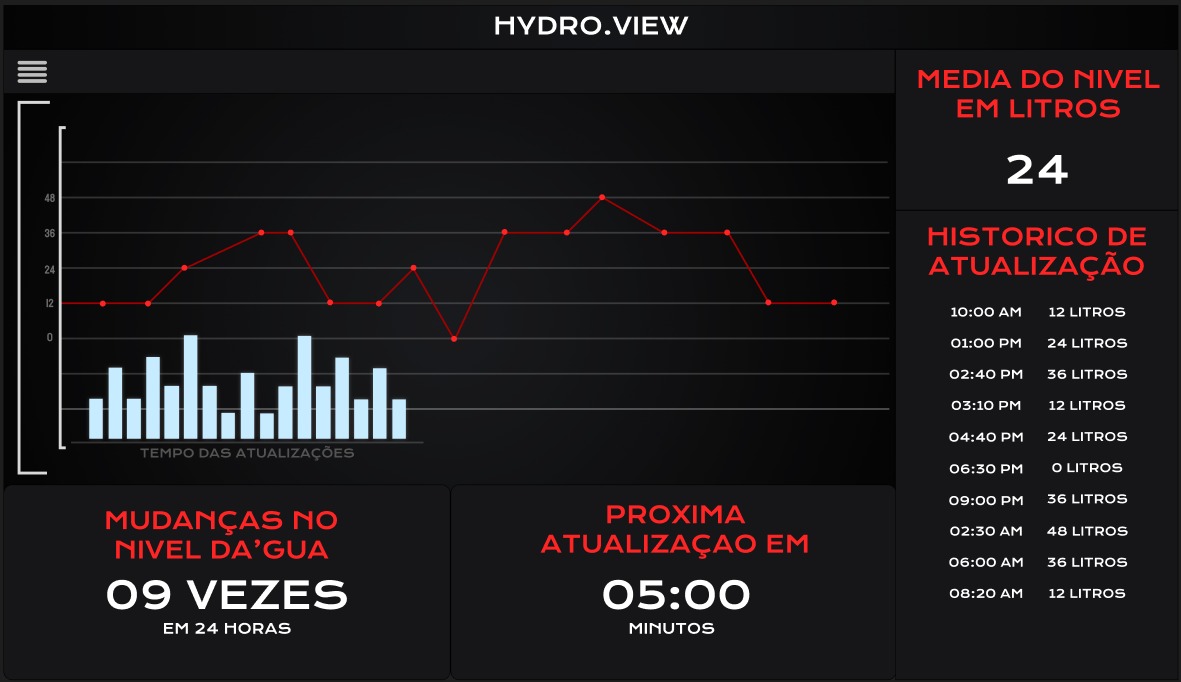 HYDRO.VIEW
48
36
24
12
0
TEMPO DAS ATUALIZAÇÕES
MUDANÇAS NO
NIVEL DA’GUA
09 VEZES
EM 24 HORAS
PROXIMA
ATUALIZAÇAO EM
05:00
MINUTOS
MEDIA DO NIVEL
EM LITROS
24
HISTORICO DE
ATUALIZAÇÃO
10:00 AM 12 LITROS
01:00 PM 24 LITROS
02:40 PM 36 LITROS
03:10 PM 12 LITROS
04:40 PM 24 LITROS
06:30 PM 0 LITROS
09:00 PM 36 LITROS
02:30 AM 48 LITROS
06:00 AM 36 LITROS
08:20 AM 12 LITROS